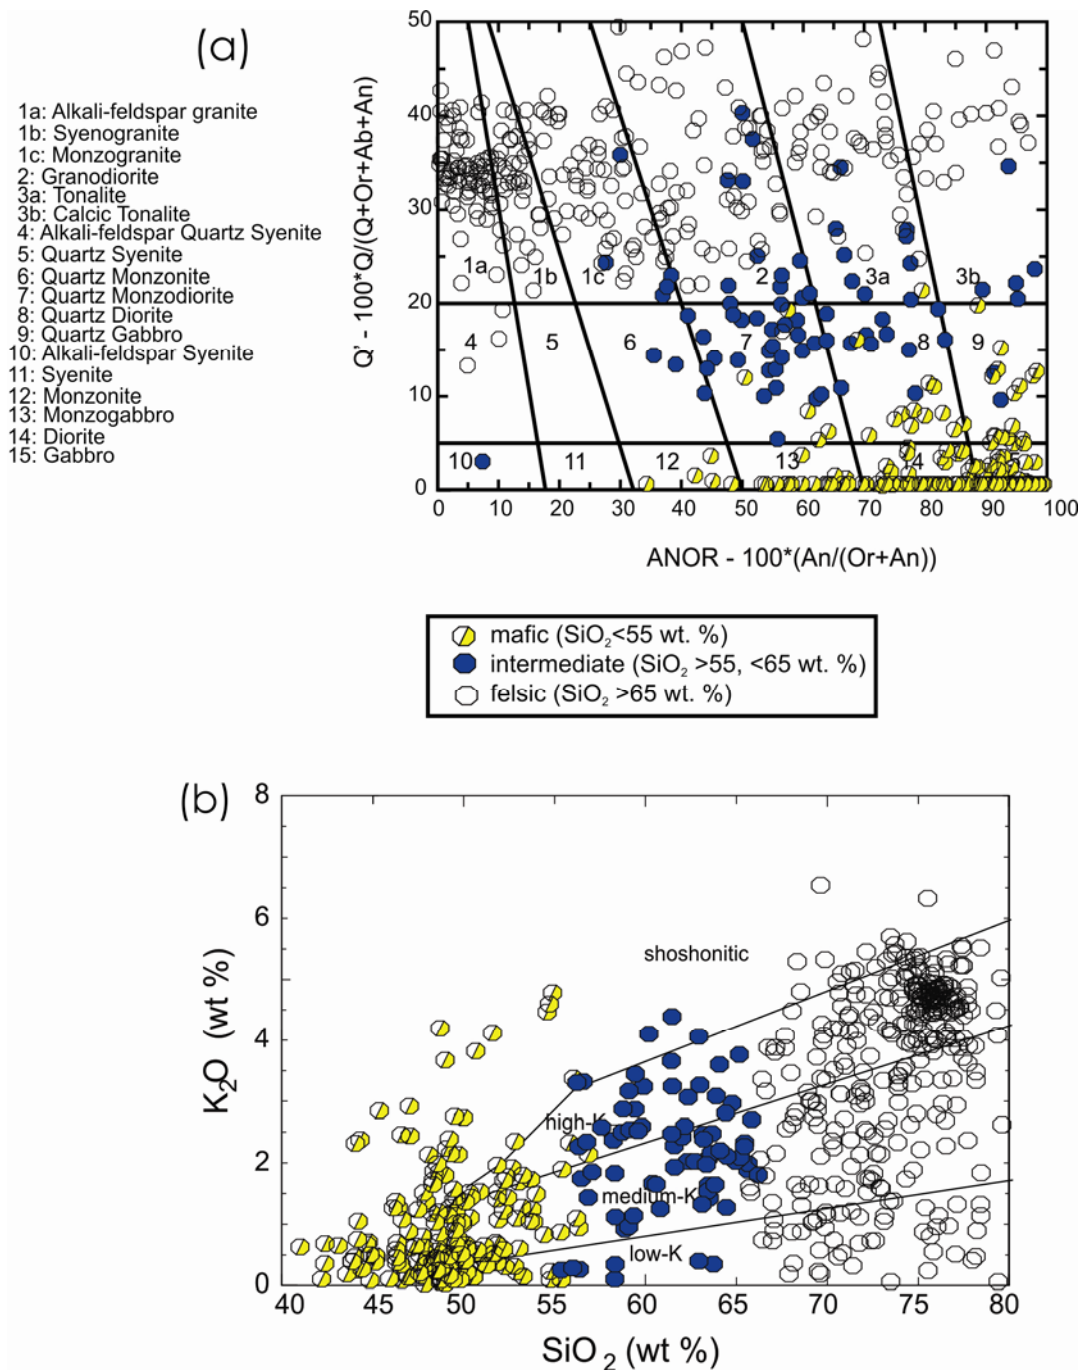 (a)
1a: Alkali-feldspar granite
1b: Syenogranite
1c: Monzogranite
2: Granodiorite
3a: Tonalite
3b: Calcic Tonalite
4: Alkali-feldspar Quartz Syenite
5: Quartz Syenite
6: Quartz Monzonite
7: Quartz Monzodiorite
8: Quartz Diorite
9: Quartz Gabbro
10: Alkali-feldspar Syenite
11: Syenite
12: Monzonite
13: Monzogabbro
14: Diorite
15: Gabbro
Q' - 100*Q/(Q+Or+Ab+An)
50
40
30
20
10
0
1a 1b 1c 2 3a 3b
4 5 6 7 8 9
10 11 12 13 14
0 10 20 30 40 50 60 70 80 90 100
ANOR - 100*(An/(Or+An))
mafic (SiO₂<55 wt. %)
intermediate (SiO₂ >55, <65 wt. %)
felsic (SiO₂ >65 wt. %)
(b)
K₂O (wt %)
8
6
4
2
0
shoshonitic
high-K
medium-K
low-K
40 45 50 55 60 65 70 75 80
SiO₂ (wt %)